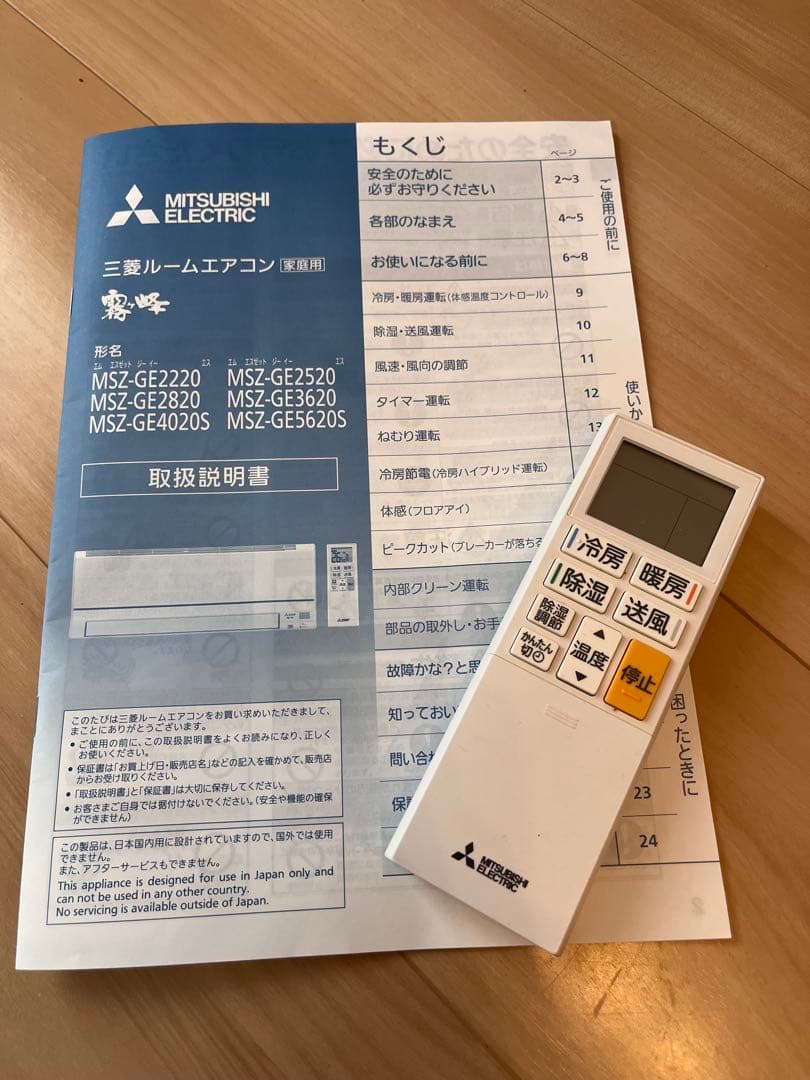 MITSUBISHI
ELECTRIC
三菱ルームエアコン 家庭用
霧ヶ峰
形名
エム エスゼット ジーイー エス エム エスゼット ジーイー エス
MSZ-GE2220 MSZ-GE2520
MSZ-GE2820 MSZ-GE3620
MSZ-GE4020S MSZ-GE5620S
取扱説明書
このたびは三菱ルームエアコンをお買い求めいただきまして、
まことにありがとうございます。
● ご使用の前に、この取扱説明書をよくお読みになり、正しく
お使いください。
● 保証書は「お買上げ日・販売店名」などの記入を確かめて、販売店
からお受け取りください。
● 「取扱説明書」と「保証書」は大切に保存してください。
● お客さまご自身では据付けないでください。(安全や機能の確保
ができません)
この製品は、日本国内用に設計されていますので、国外では使用
できません。
また、アフターサービスもできません。
This appliance is designed for use in Japan only and
can not be used in any other country.
No servicing is available outside of Japan.
もくじ
ページ
安全のために
必ずお守りください 2~3
各部のなまえ 4~5
お使いになる前に 6~8
ご使用の前に
冷房・暖房運転(体感温度コントロール) 9
除湿・送風運転 10
風速・風向の調節 11
タイマー運転 12
ねむり運転 13
冷房節電(冷房ハイブリッド運転)
体感(フロアアイ)
ピークカット(ブレーカーが落ちる
使いか
内部クリーン運転
部品の取外し・お手
故障かな?と思
知っておい
問い合わ
保証
23
24
困ったときに
冷房
暖房
除湿
送風
除湿
調節
温度
停止
かんたん
切
MITSUBISHI
ELECTRIC